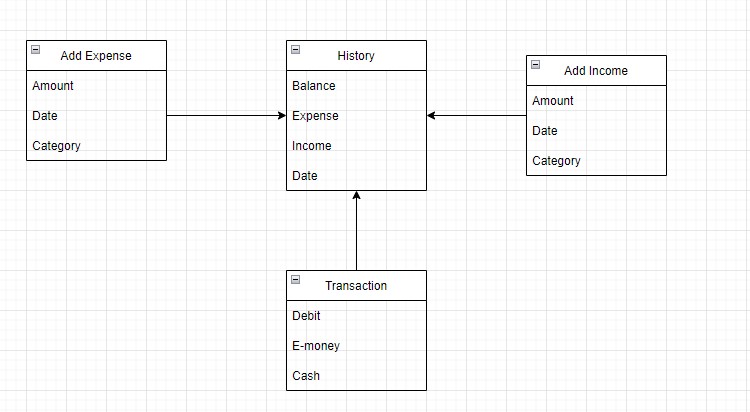 Add Expense
Amount
Date
Category
History
Balance
Expense
Income
Date
Add Income
Amount
Date
Category
Transaction
Debit
E-money
Cash